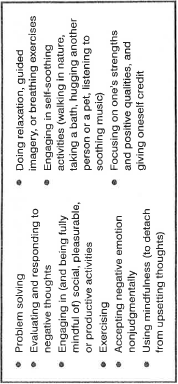 • Problem solving
• Evaluating and responding to
negative thoughts
• Engaging in (and being fully
mindful of) social, pleasurable,
or productive activities
• Exercising
• Accepting negative emotion
nonjudgmentally
• Using mindfulness (to detach
from upsetting thoughts)
• Doing relaxation, guided
imagery, or breathing exercises
• Engaging in self-soothing
activities (walking in nature,
taking a bath, hugging another
person or a pet, listening to
soothing music)
• Focusing on one's strengths
and positive qualities, and
giving oneself credit